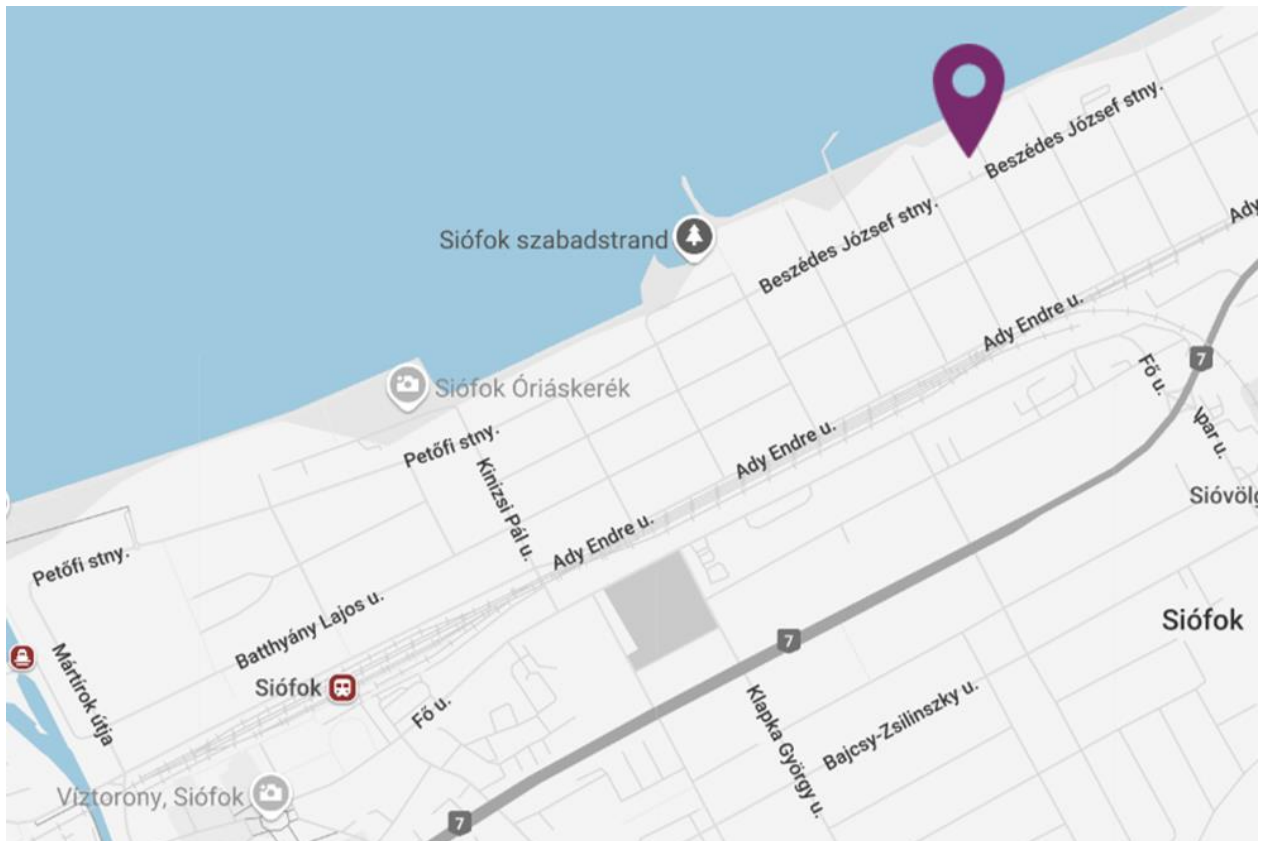 Beszédes József stny.
Ady
Beszédes József stny.
Siófok szabadstrand
Ady Endre u.
7
Fő u.
Siófok Óriáskerék
Ipar u.
Petőfi stny.
Ady Endre u.
Kinizsi Pál u.
Sióvölg
Ady Endre u.
Petőfi stny.
Batthyány Lajos u.
Siófok
7
Mártírok útja
Siófok
Fő u.
Klapka György u.
Bajcsy-Zsilinszky u.
Víztorony, Siófok
7